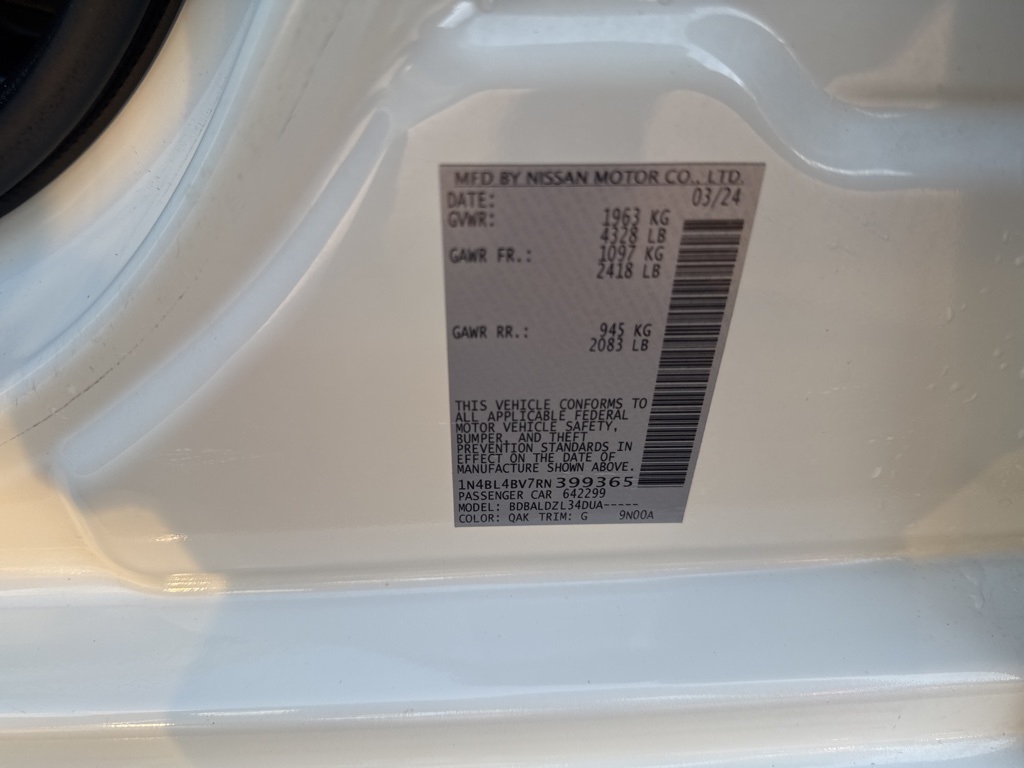 MFD BY NISSAN MOTOR CO., LTD.
DATE: 03/24
GVWR: 1963 KG
4328 LB
GAWR FR.: 1097 KG
2418 LB
GAWR RR.: 945 KG
2083 LB
THIS VEHICLE CONFORMS TO
ALL APPLICABLE FEDERAL
MOTOR VEHICLE SAFETY,
BUMPER, AND THEFT
PREVENTION STANDARDS IN
EFFECT ON THE DATE OF
MANUFACTURE SHOWN ABOVE.
1N4BL4BV7RN399365
PASSENGER CAR 642299
MODEL: BDBALDZL34DUA-----
COLOR: QAK TRIM: G 9N00A